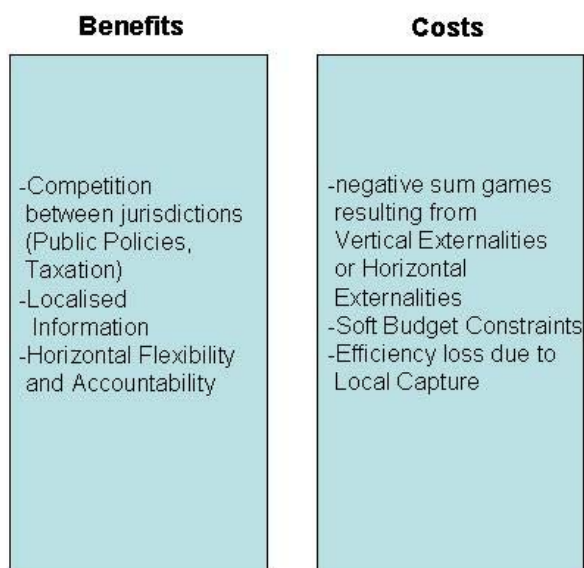 Benefits
-Competition
between jurisdictions
(Public Policies,
Taxation)
-Localised
Information
-Horizontal Flexibility
and Accountability
Costs
-negative sum games
resulting from
Vertical Externalities
or Horizontal
Externalities
-Soft Budget Constraints
-Efficiency loss due to
Local Capture